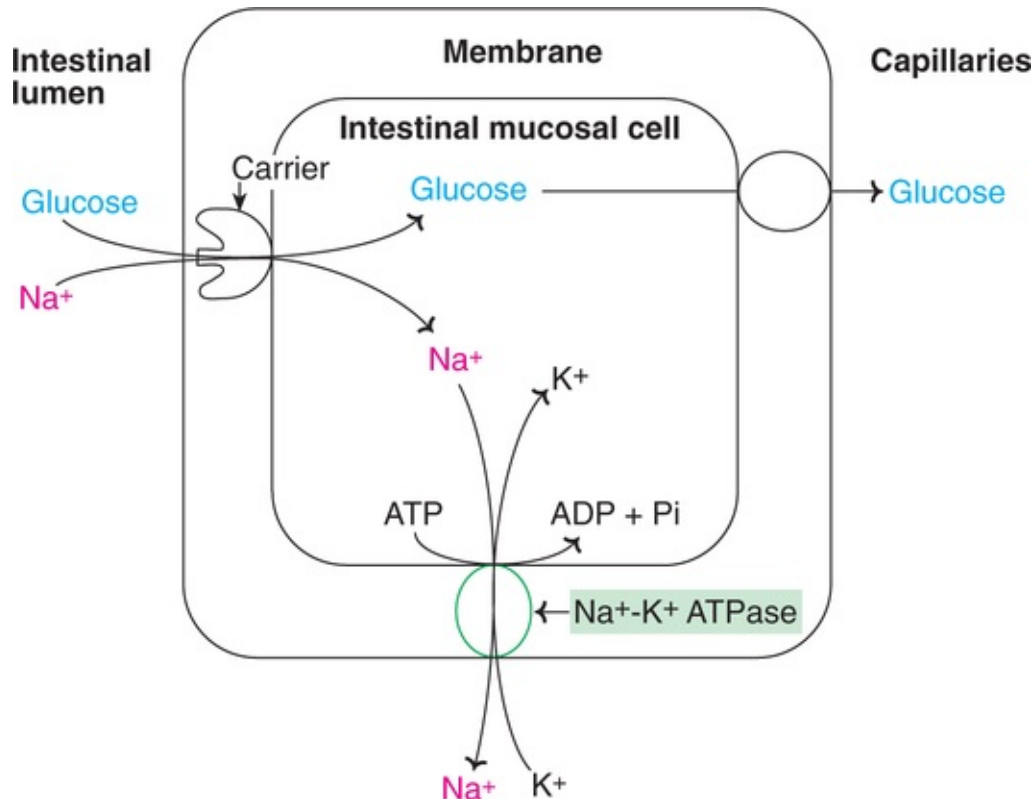 Intestinal
lumen
Membrane
Capillaries
Intestinal mucosal cell
Carrier
Glucose
Glucose
Glucose
Na⁺
Na⁺
K⁺
ATP
ADP + Pi
Na⁺-K⁺ ATPase
Na⁺
K⁺